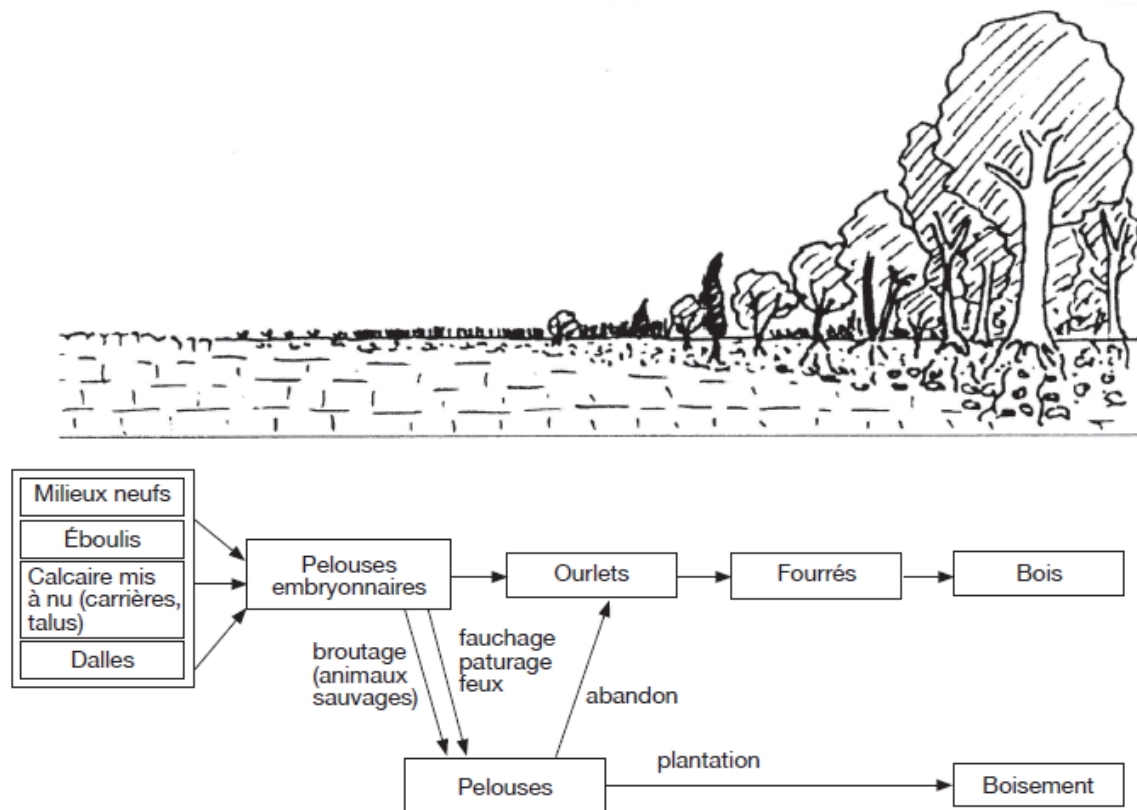 Milieux neufs
Éboulis
Calcaire mis
à nu (carrières,
talus)
Dalles
Pelouses
embryonnaires
Ourlets
Fourrés
Bois
broutage
(animaux
sauvages)
fauchage
paturage
feux
abandon
plantation
Pelouses
Boisement